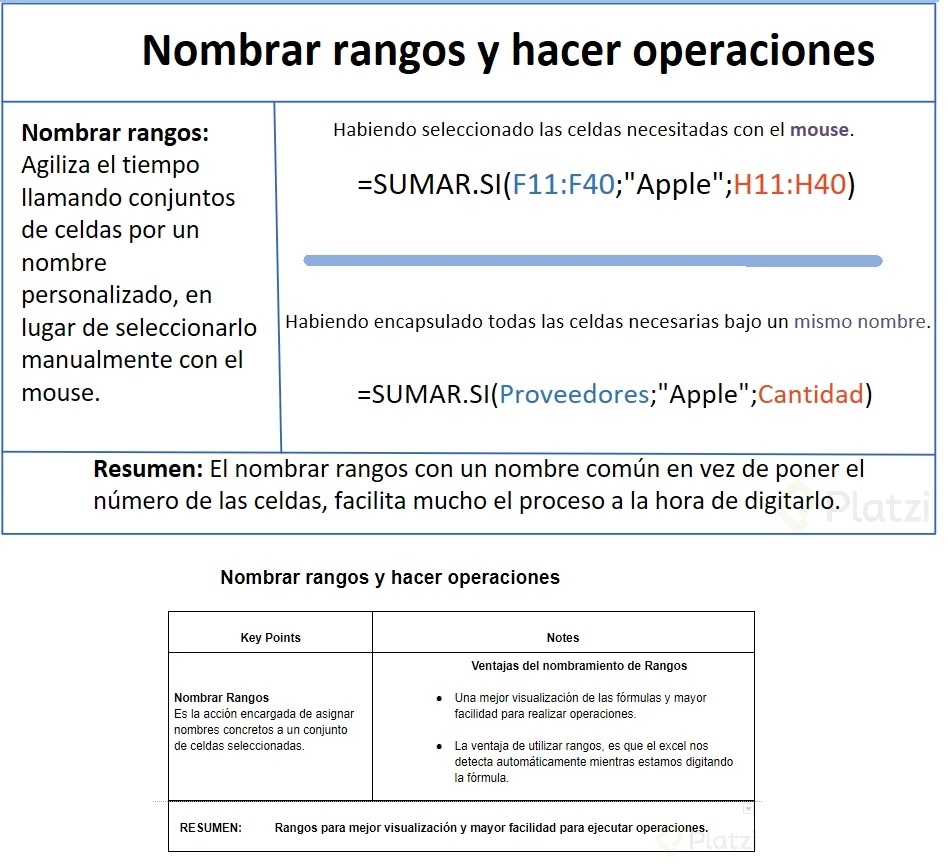 Nombrar rangos y hacer operaciones
Nombrar rangos:
Agiliza el tiempo
llamando conjuntos
de celdas por un
nombre
personalizado, en
lugar de seleccionarlo
manualmente con el
mouse.
Habiendo seleccionado las celdas necesitadas con el mouse.
=SUMAR.SI(F11:F40;"Apple";H11:H40)
Habiendo encapsulado todas las celdas necesarias bajo un mismo nombre.
=SUMAR.SI(Proveedores;"Apple";Cantidad)
Resumen: El nombrar rangos con un nombre común en vez de poner el
número de las celdas, facilita mucho el proceso a la hora de digitarlo.
Platzi
Nombrar rangos y hacer operaciones
Key Points
Notes
Nombrar Rangos
Es la acción encargada de asignar
nombres concretos a un conjunto
de celdas seleccionadas.
Ventajas del nombramiento de Rangos
● Una mejor visualización de las fórmulas y mayor
facilidad para realizar operaciones.
● La ventaja de utilizar rangos, es que el excel nos
detecta automáticamente mientras estamos digitando
la fórmula.
RESUMEN: Rangos para mejor visualización y mayor facilidad para ejecutar operaciones.
Platzi